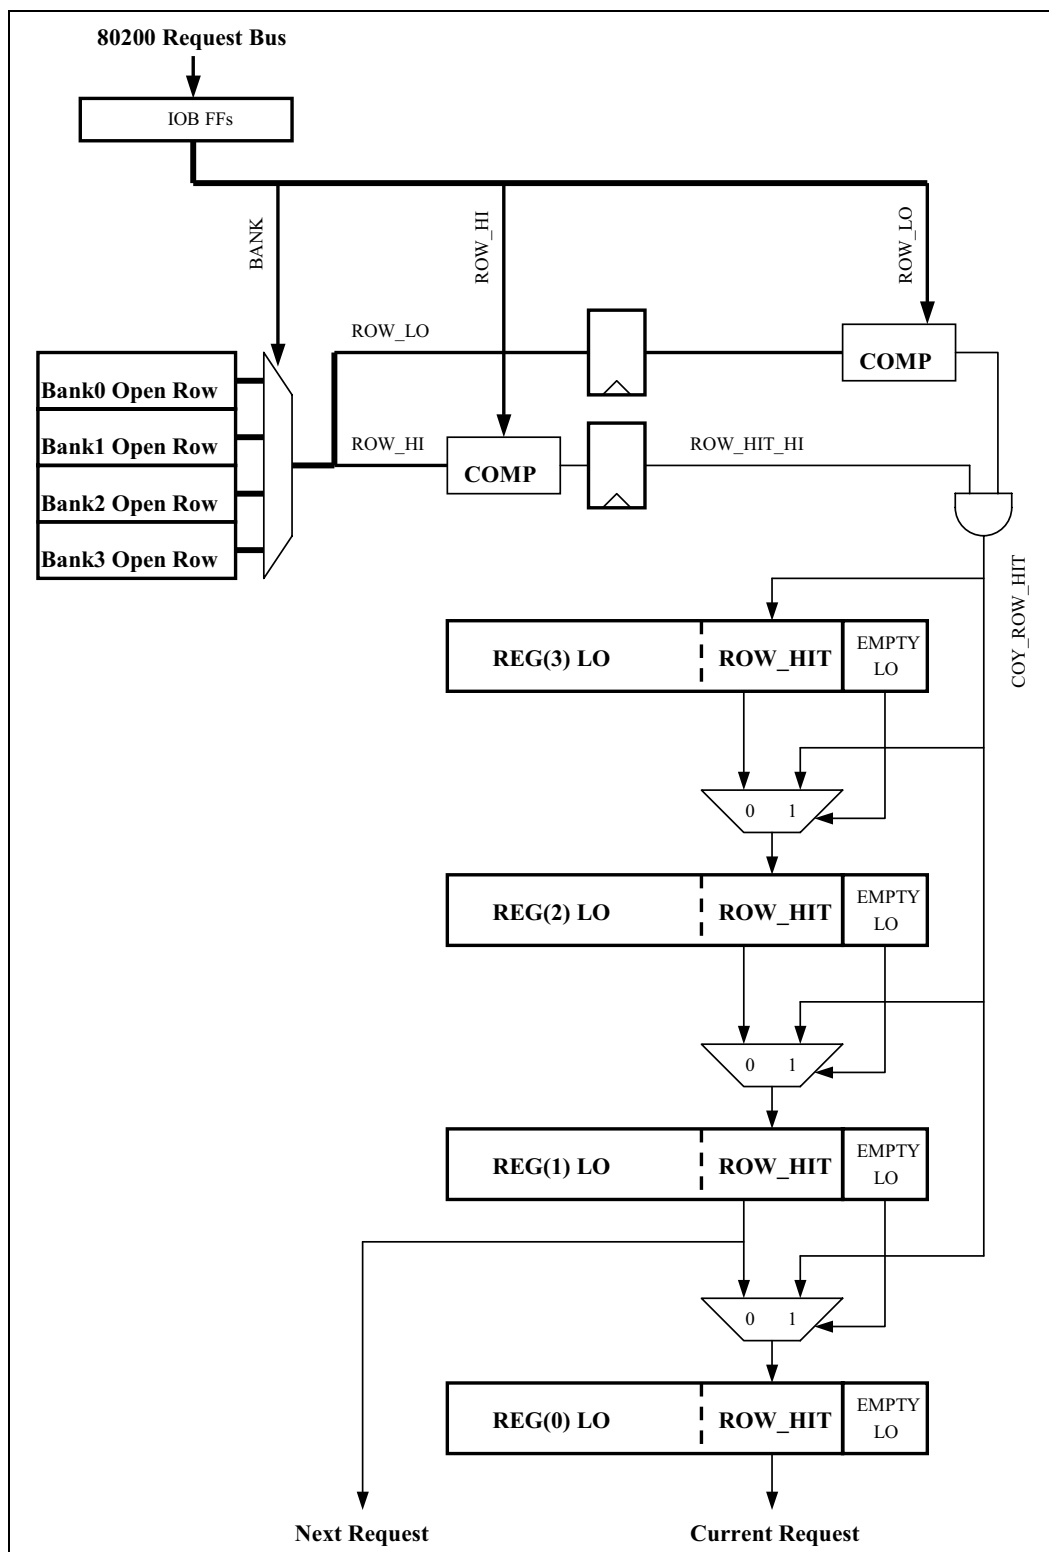 80200 Request Bus
IOB FFs
BANK
ROW_HI
ROW_LO
ROW_LO
COMP
Bank0 Open Row
Bank1 Open Row
ROW_HI
COMP
ROW_HIT_HI
Bank2 Open Row
Bank3 Open Row
COY_ROW_HIT
REG(3) LO
ROW_HIT
EMPTY
LO
0 1
REG(2) LO
ROW_HIT
EMPTY
LO
0 1
REG(1) LO
ROW_HIT
EMPTY
LO
0 1
REG(0) LO
ROW_HIT
EMPTY
LO
Next Request
Current Request